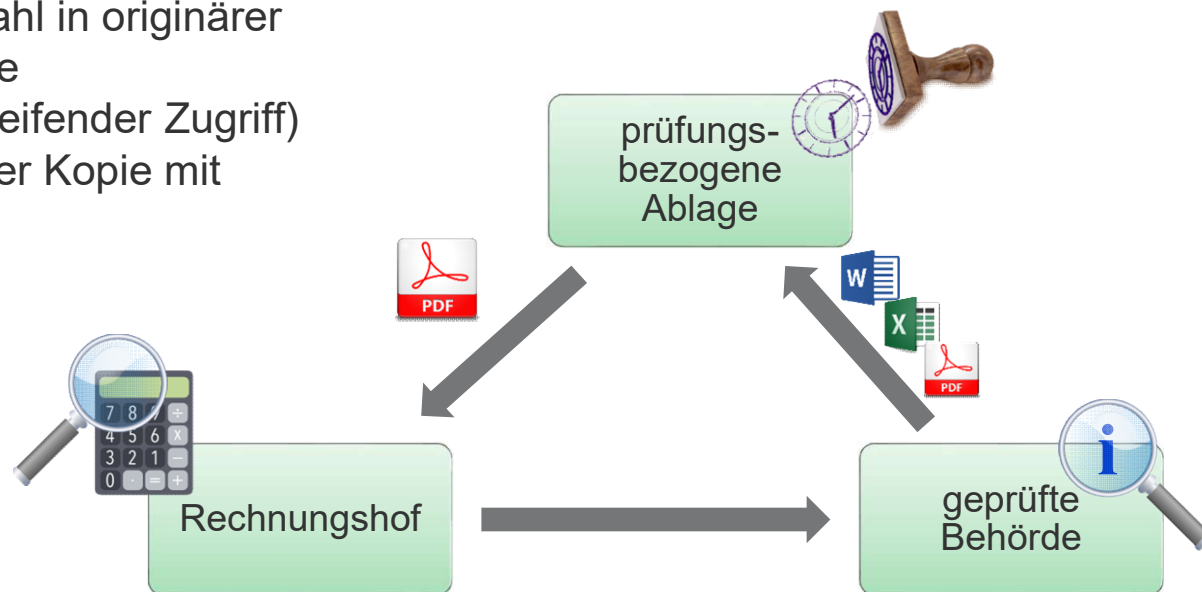 ahl in originärer
e
eifender Zugriff)
er Kopie mit
prüfungs-
bezogene
Ablage
PDF
W
X
PDF
7 8 9 ÷
4 5 6 X
3 2 1 −
0 · = +
i
Rechnungshof
geprüfte
Behörde